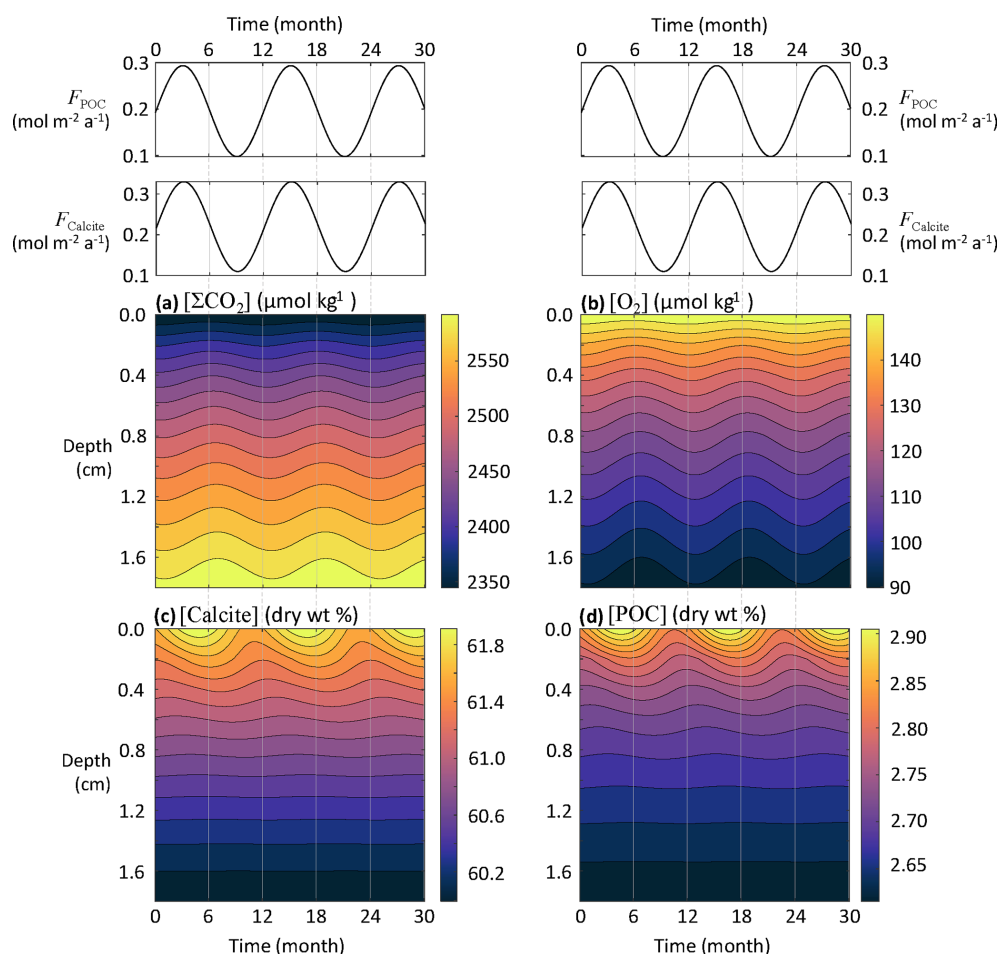 Time (month)
0 6 12 18 24 30
0.3
0.2
0.1
F_POC
(mol m-2 a-1)
0.3
0.2
0.1
F_Calcite
(mol m-2 a-1)
Time (month)
0 6 12 18 24 30
0.3
0.2
0.1
F_POC
(mol m-2 a-1)
0.3
0.2
0.1
F_Calcite
(mol m-2 a-1)
(a) [ΣCO2] (μmol kg1 )
0.0
0.4
0.8
1.2
1.6
Depth
(cm)
2550
2500
2450
2400
2350
(b) [O2] (μmol kg1 )
0.0
0.4
0.8
1.2
1.6
140
130
120
110
100
90
(c) [Calcite] (dry wt %)
0.0
0.4
0.8
1.2
1.6
Depth
(cm)
61.8
61.4
61.0
60.6
60.2
0 6 12 18 24 30
Time (month)
(d) [POC] (dry wt %)
0.0
0.4
0.8
1.2
1.6
2.90
2.85
2.80
2.75
2.70
2.65
0 6 12 18 24 30
Time (month)